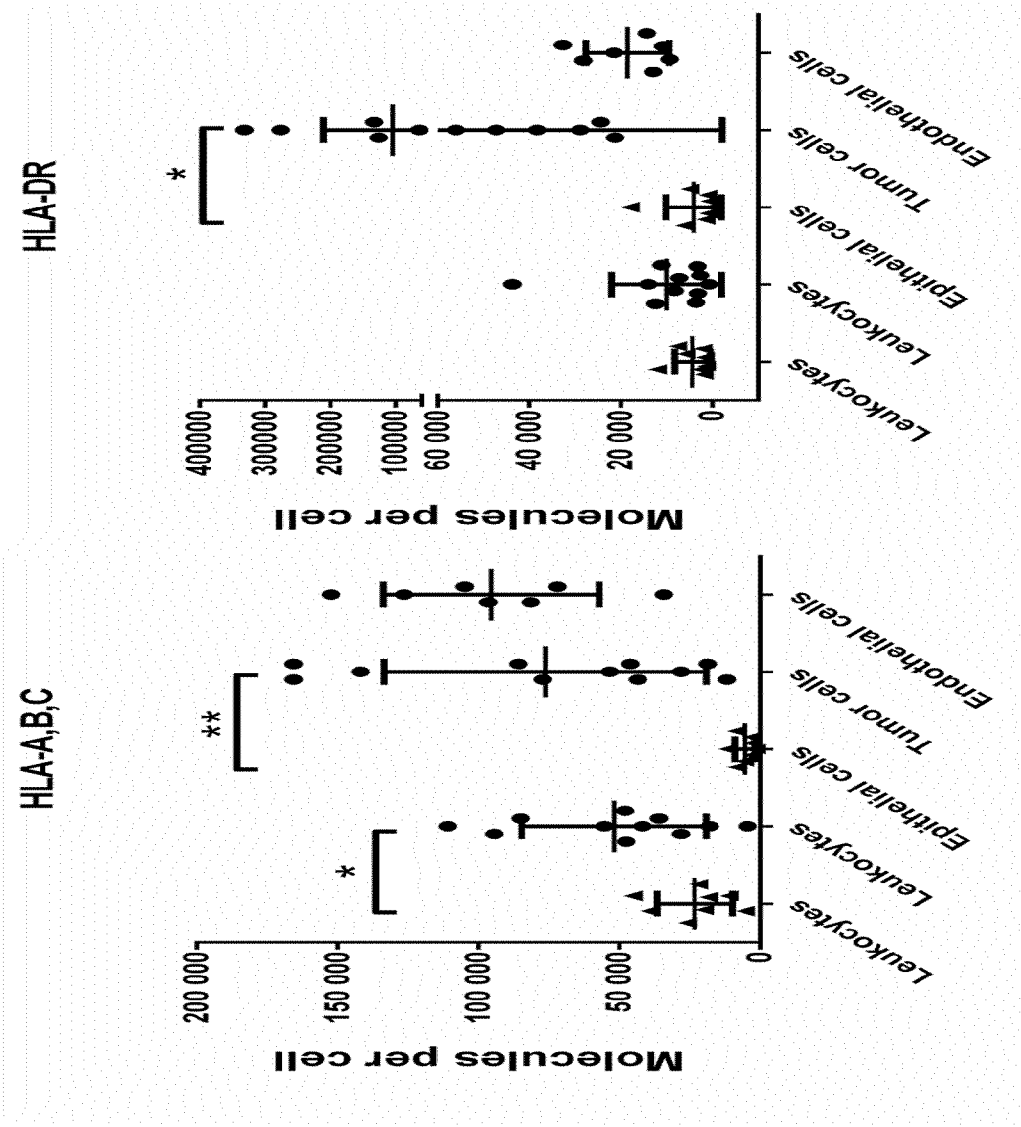 HLA-A,B,C
Molecules per cell
200 000
150 000
100 000
50 000
0
*
**
Leukocytes
Leukocytes
Epithelial cells
Tumor cells
Endothelial cells
HLA-DR
Molecules per cell
400000
300000
200000
100000
60 000
40 000
20 000
0
*
Leukocytes
Leukocytes
Epithelial cells
Tumor cells
Endothelial cells